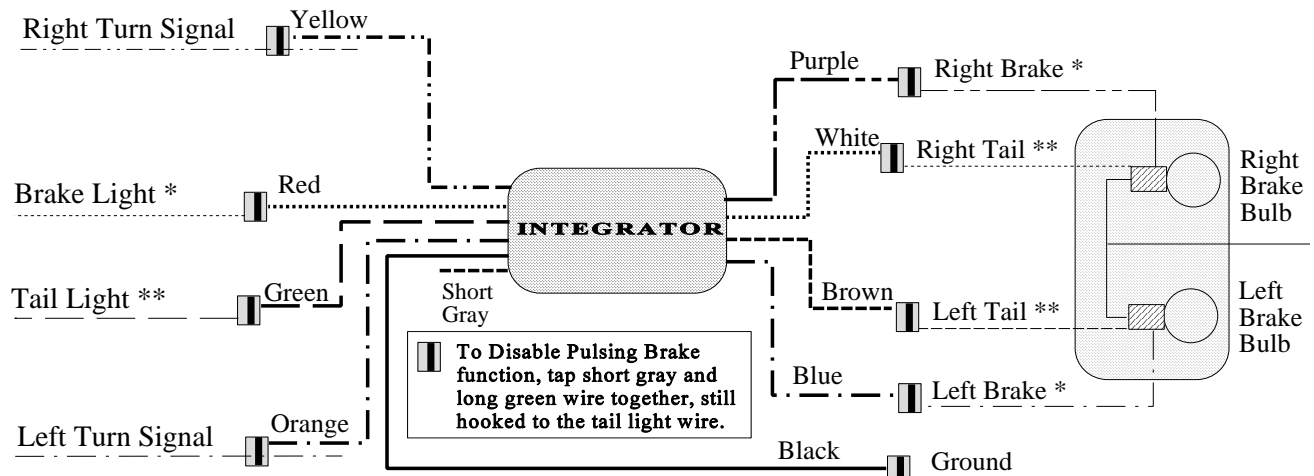 Right Turn Signal
Yellow
Purple
Right Brake *
White
Right Tail **
Right
Brake
Bulb
Brake Light *
Red
INTEGRATOR
Tail Light **
Green
Short
Gray
Brown
Left Tail **
Left
Brake
Bulb
To Disable Pulsing Brake
function, tap short gray and
long green wire together, still
hooked to the tail light wire.
Blue
Left Brake *
Left Turn Signal
Orange
Black
Ground